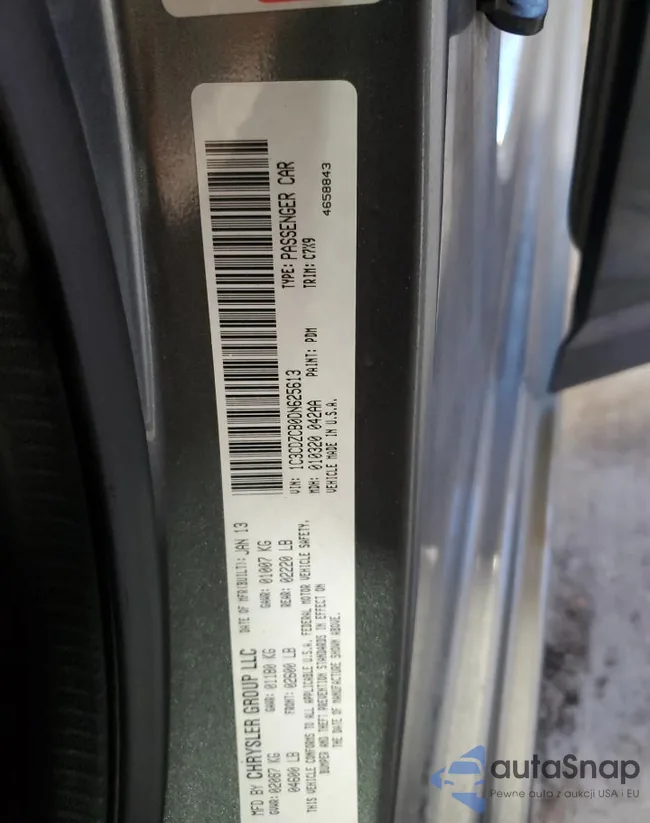 MFD BY CHRYSLER GROUP LLC
DATE OF MFR(BUILT): JAN 13
GVWR: 02087 KG
GAWR: 01180 KG
GAWR: 01007 KG
04600 LB
FRONT: 02600 LB
REAR: 02220 LB
THIS VEHICLE CONFORMS TO ALL APPLICABLE U.S.A. FEDERAL MOTOR VEHICLE SAFETY,
BUMPER AND THEFT PREVENTION STANDARDS IN EFFECT ON
THE DATE OF MANUFACTURE SHOWN ABOVE.
VIN: 1C3CDZCB0DN625613
TYPE: PASSENGER CAR
MDH: 010320 042AA
PAINT: PDM
TRIM: C7X9
VEHICLE MADE IN U.S.A.
4658843
autaSnap
Pewne auta z aukcji USA i EU